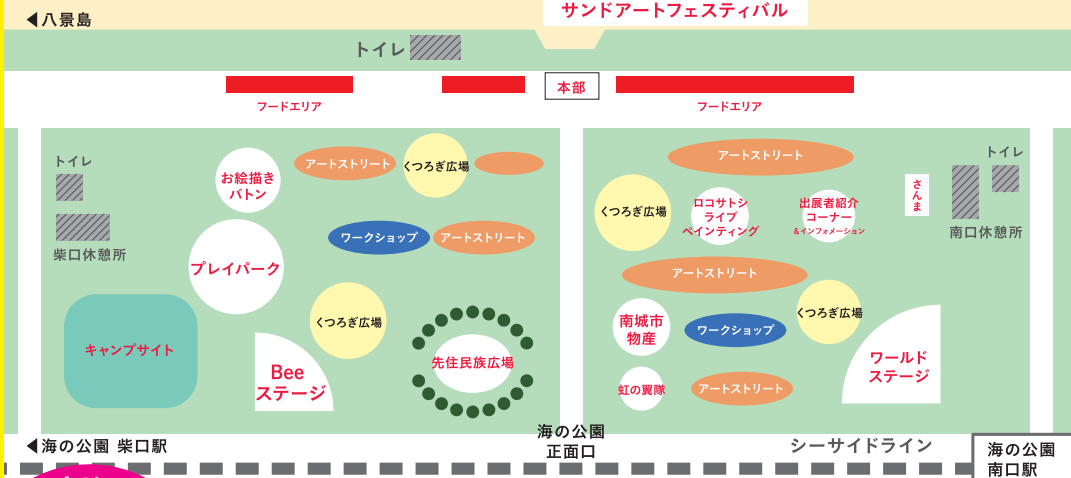 サンドアートフェスティバル
◀八景島
トイレ
本部
フードエリア
フードエリア
トイレ
柴口休憩所
お絵描き
バトン
アートストリート
くつろぎ広場
ワークショップ
アートストリート
プレイパーク
くつろぎ広場
キャンプサイト
Bee
ステージ
先住民族広場
アートストリート
トイレ
くつろぎ広場
ロコサトシ
ライブ
ペインティング
出展者紹介
コーナー
&インフォメーション
さんま
南口休憩所
アートストリート
南城市
物産
ワークショップ
くつろぎ広場
ワールド
ステージ
虹の翼隊
アートストリート
◀海の公園 柴口駅
海の公園
正面口
シーサイドライン
海の公園
南口駅